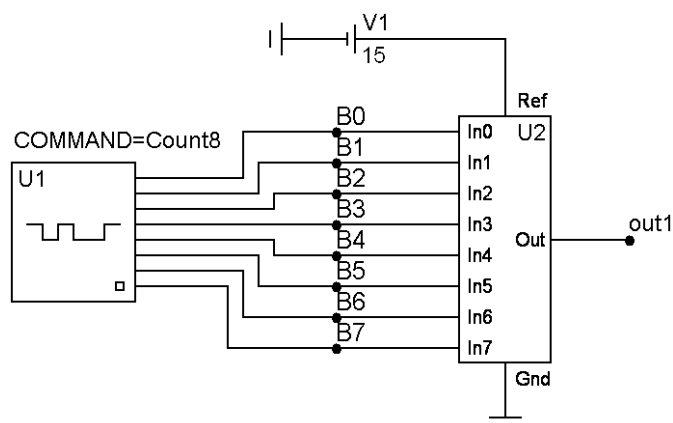 V1
15
Ref
COMMAND=Count8
U1
B0
B1
B2
B3
B4
B5
B6
B7
U2
In0
In1
In2
In3
In4
In5
In6
In7
Out
out1
Gnd